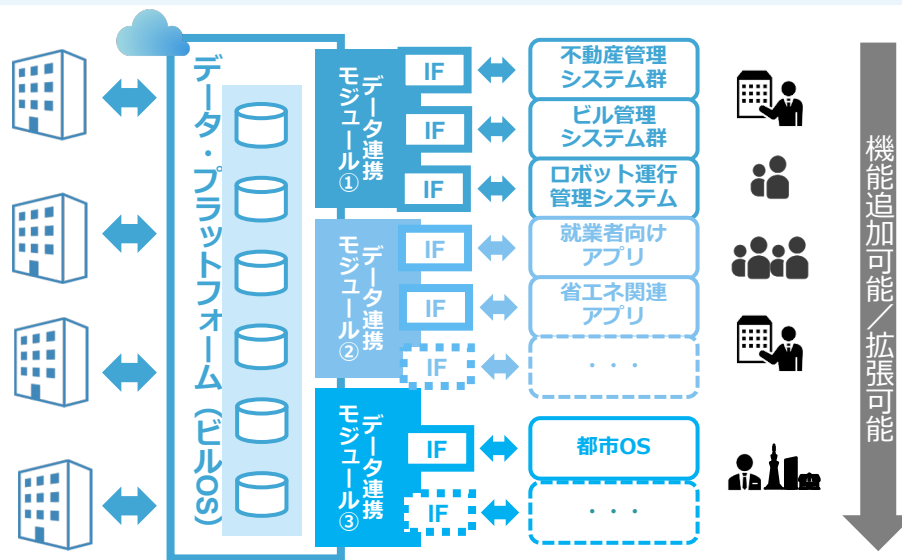 データ・プラットフォーム（ビルOS）
データ連携
モジュール①
IF
不動産管理
システム群
IF
ビル管理
システム群
IF
ロボット運行
管理システム
データ連携
モジュール②
IF
就業者向け
アプリ
IF
省エネ関連
アプリ
IF
・・・
データ連携
モジュール③
IF
都市OS
IF
・・・
機能追加可能／拡張可能